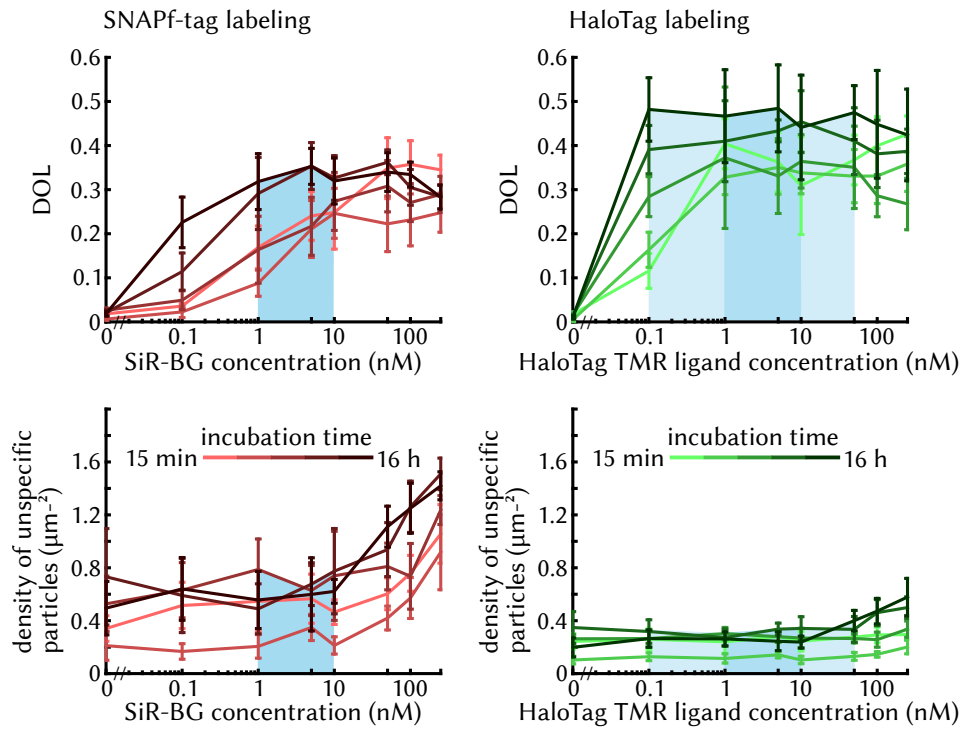 SNAPf-tag labeling
HaloTag labeling
DOL
0.6
0.5
0.4
0.3
0.2
0.1
0
0
0.1
1
10
100
SiR-BG concentration (nM)
DOL
0.6
0.5
0.4
0.3
0.2
0.1
0
0
0.1
1
10
100
HaloTag TMR ligand concentration (nM)
density of unspecific
particles (μm-²)
1.6
1.2
0.8
0.4
0
incubation time
15 min
16 h
0
0.1
1
10
100
SiR-BG concentration (nM)
density of unspecific
particles (μm-²)
1.6
1.2
0.8
0.4
0
incubation time
15 min
16 h
0
0.1
1
10
100
HaloTag TMR ligand concentration (nM)